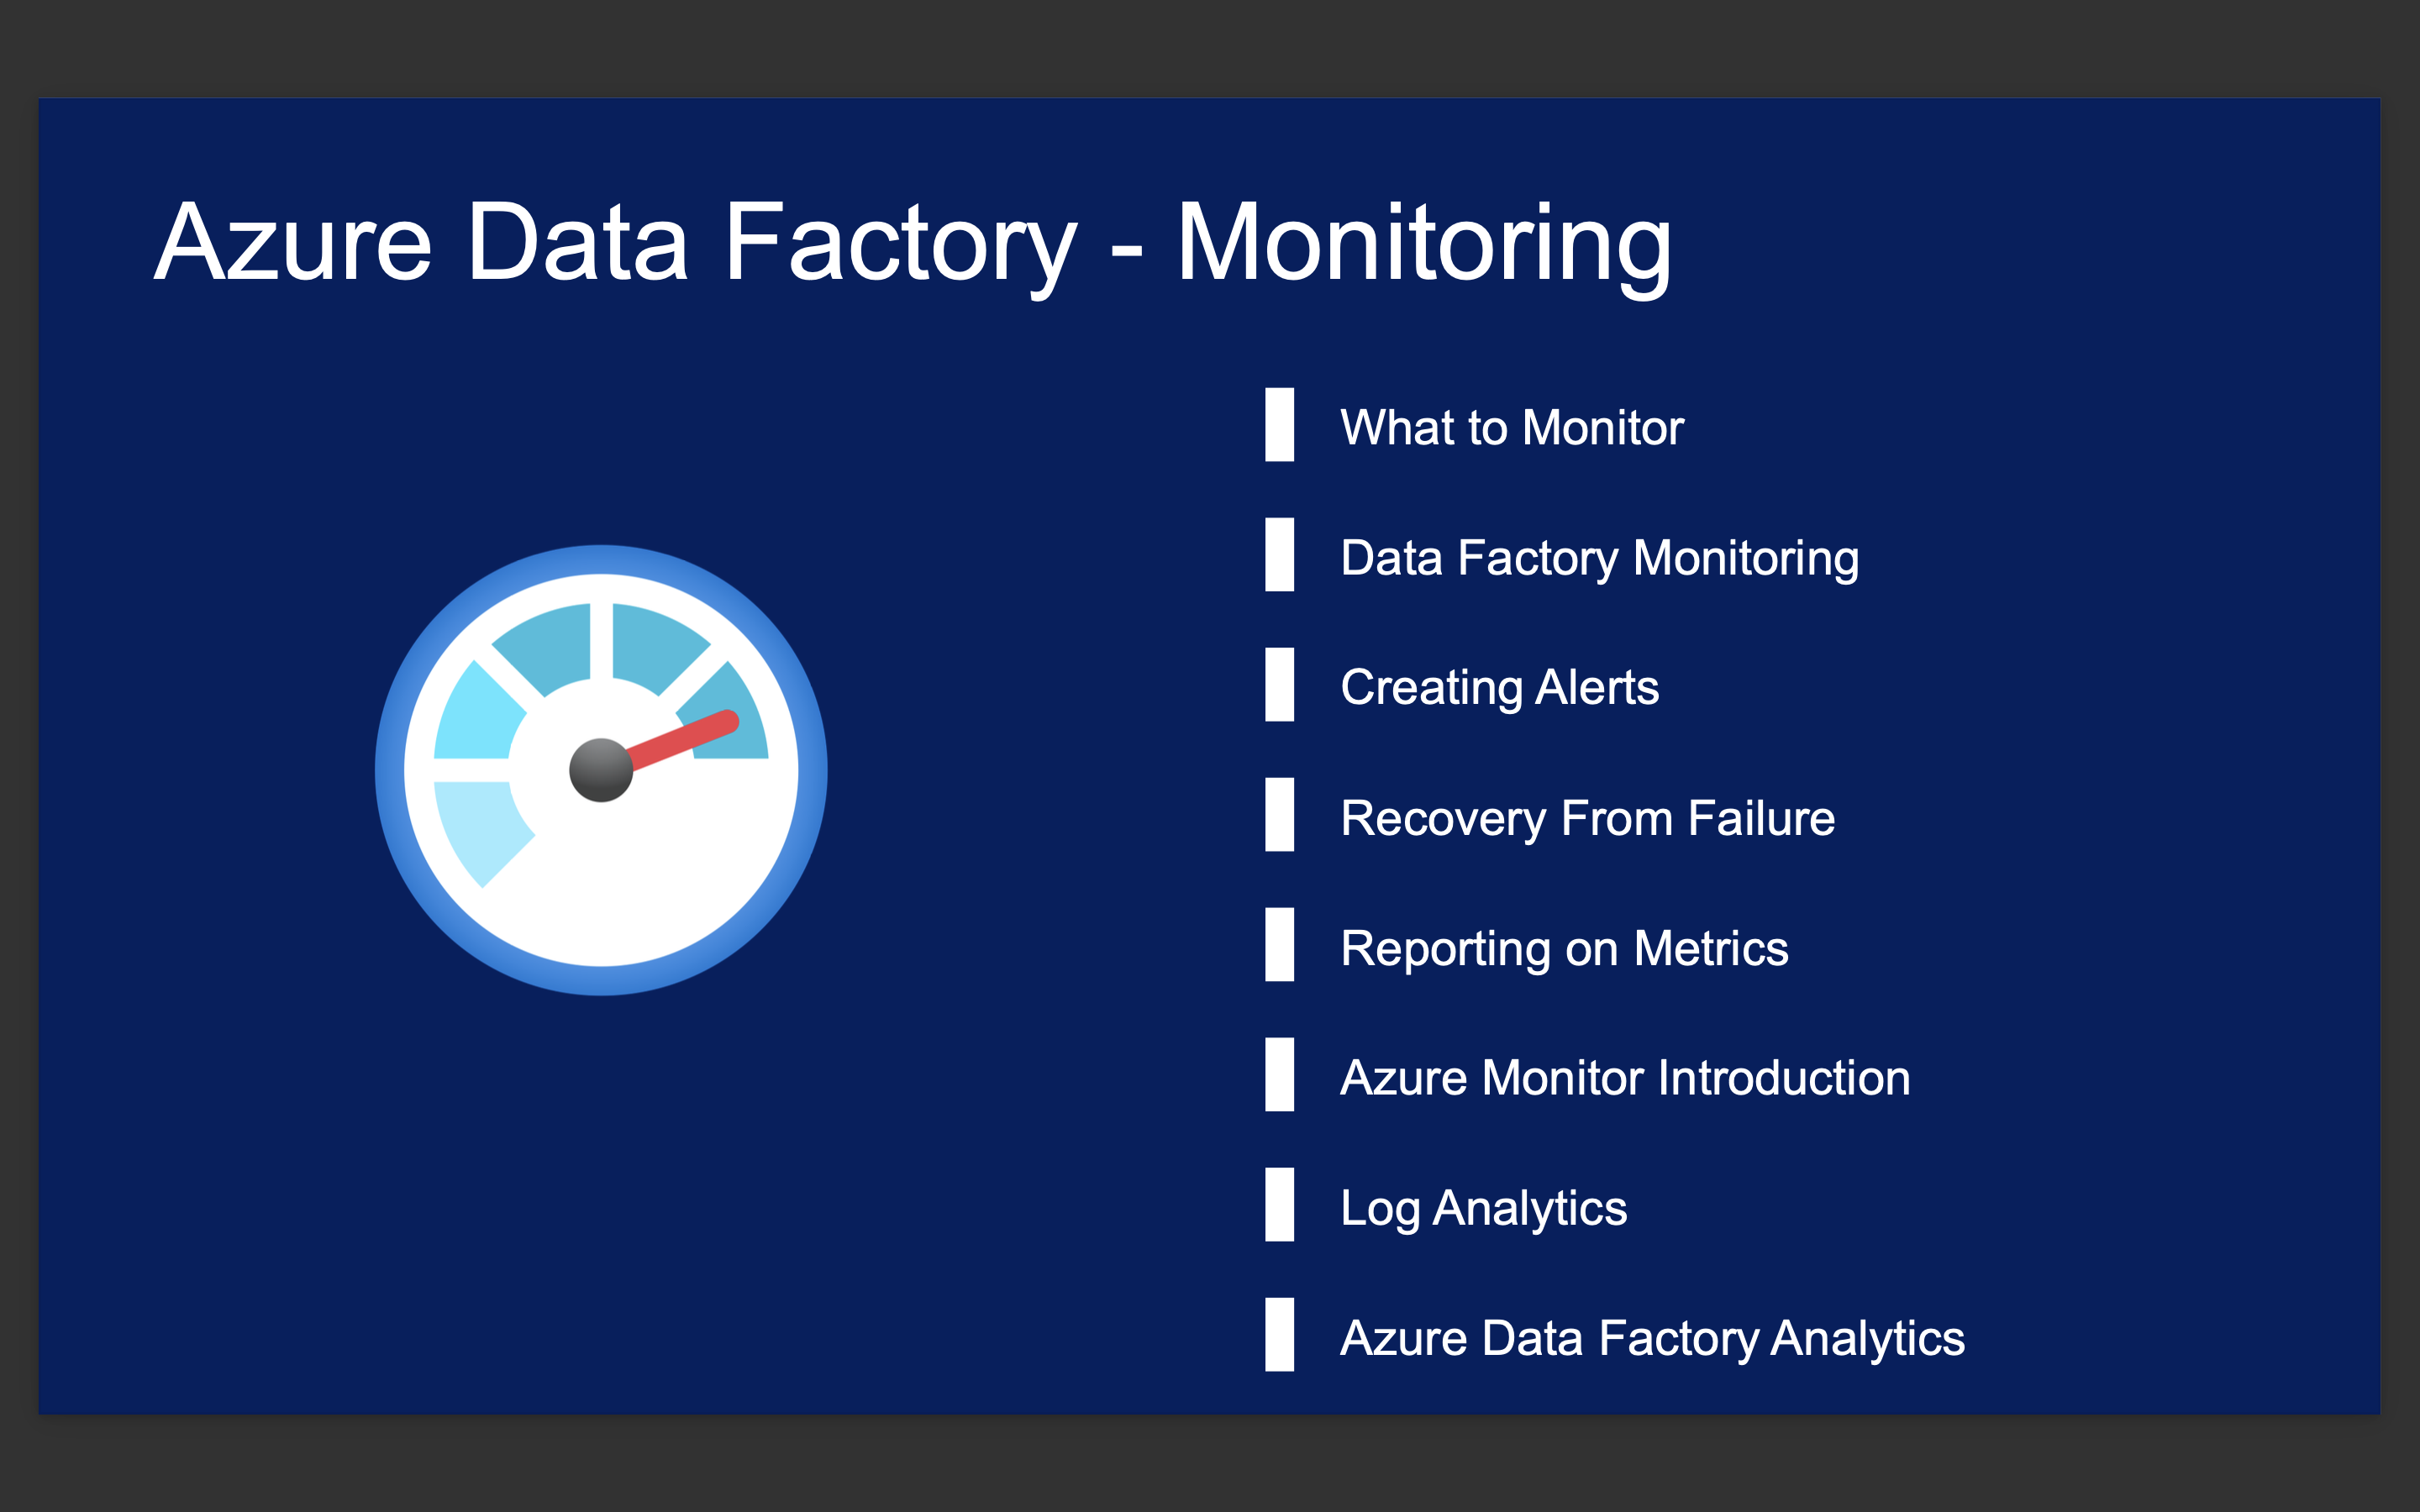 Azure Data Factory - Monitoring
What to Monitor
Data Factory Monitoring
Creating Alerts
Recovery From Failure
Reporting on Metrics
Azure Monitor Introduction
Log Analytics
Azure Data Factory Analytics